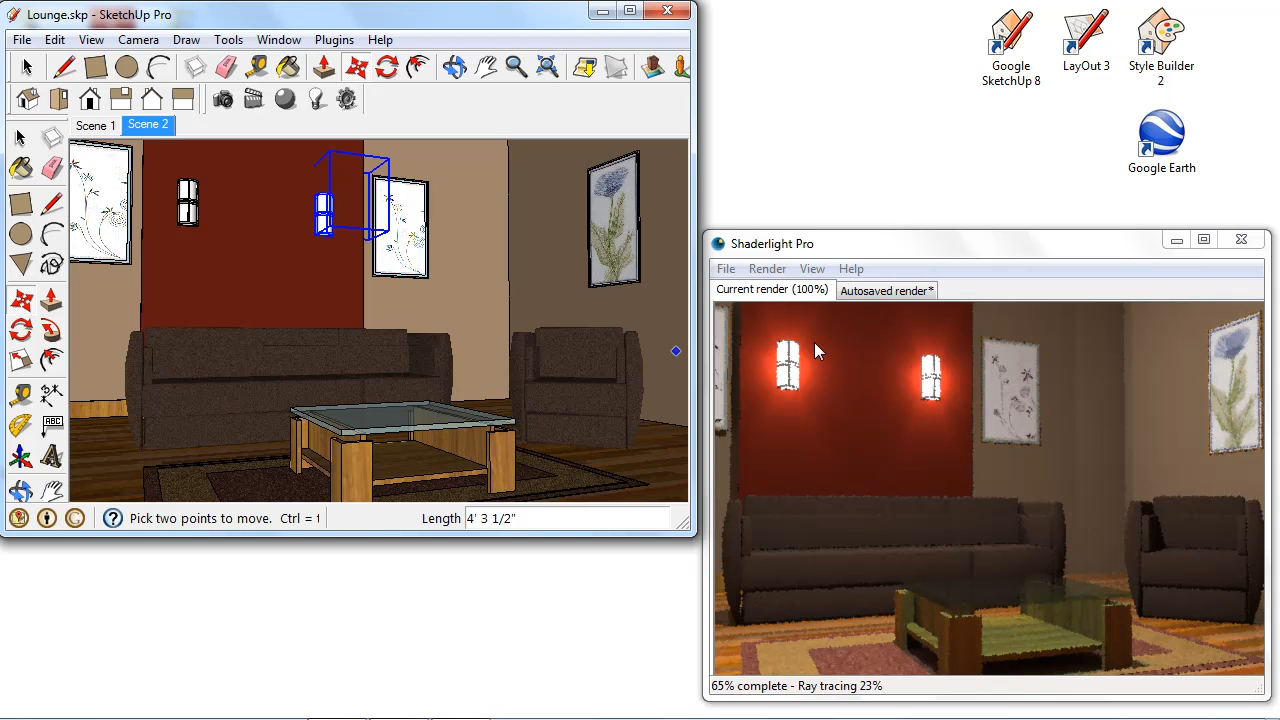 Lounge.skp - SketchUp Pro
File Edit View Camera Draw Tools Window Plugins Help
Scene 1 Scene 2
ABC
Pick two points to move. Ctrl = t
Length 4' 3 1/2"
Google SketchUp 8
LayOut 3
Style Builder 2
Google Earth
Shaderlight Pro
File Render View Help
Current render (100%) Autosaved render*
65% complete - Ray tracing 23%